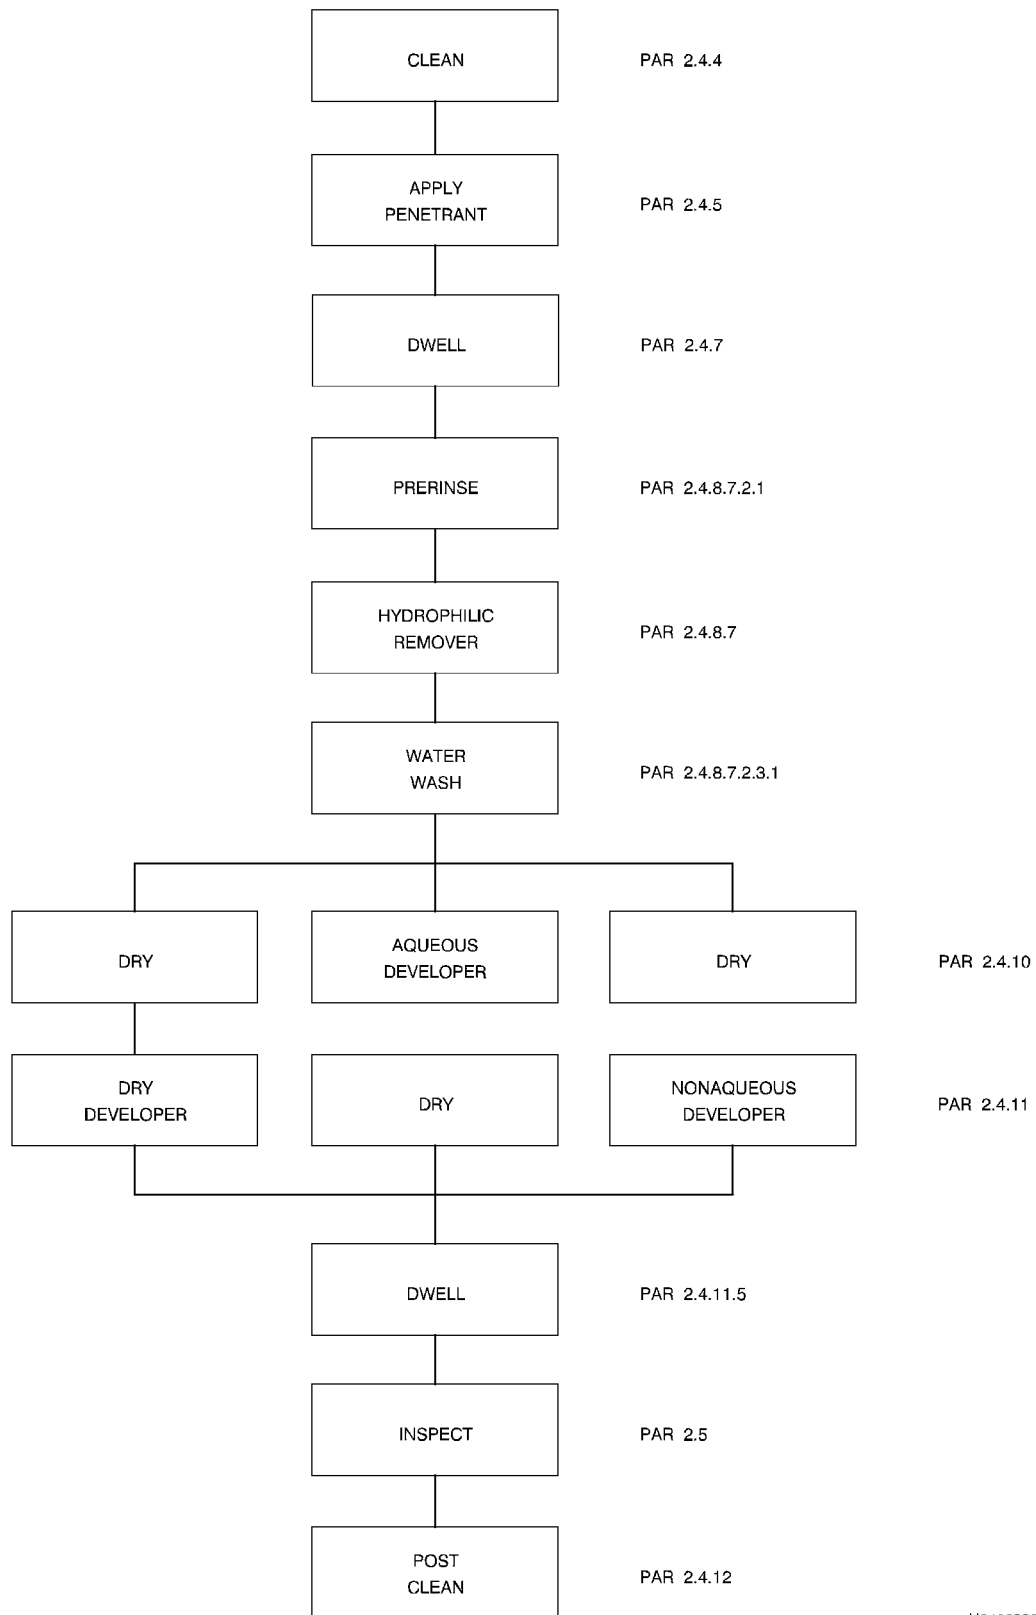 CLEAN
PAR 2.4.4
APPLY
PENETRANT
PAR 2.4.5
DWELL
PAR 2.4.7
PRERINSE
PAR 2.4.8.7.2.1
HYDROPHILIC
REMOVER
PAR 2.4.8.7
WATER
WASH
PAR 2.4.8.7.2.3.1
DRY
AQUEOUS
DEVELOPER
DRY
PAR 2.4.10
DRY
DEVELOPER
DRY
NONAQUEOUS
DEVELOPER
PAR 2.4.11
DWELL
PAR 2.4.11.5
INSPECT
PAR 2.5
POST
CLEAN
PAR 2.4.12